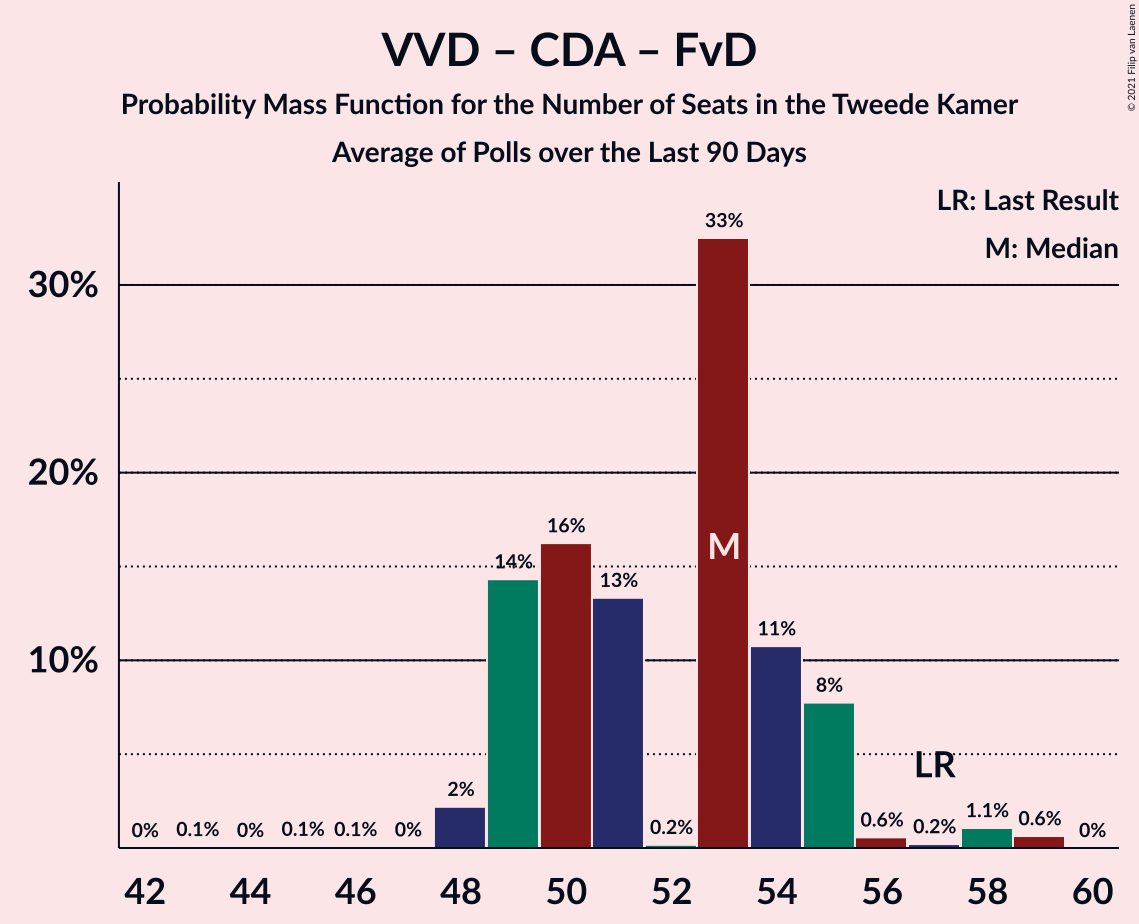 VVD – CDA – FvD
Probability Mass Function for the Number of Seats in the Tweede Kamer
Average of Polls over the Last 90 Days
© 2021 Filip van Laenen
LR: Last Result
M: Median
30%
20%
10%
0%
0.1%
0%
0.1%
0.1%
0%
2%
14%
16%
13%
0.2%
33%
M
11%
8%
0.6%
LR
0.2%
1.1%
0.6%
0%
42 44 46 48 50 52 54 56 58 60